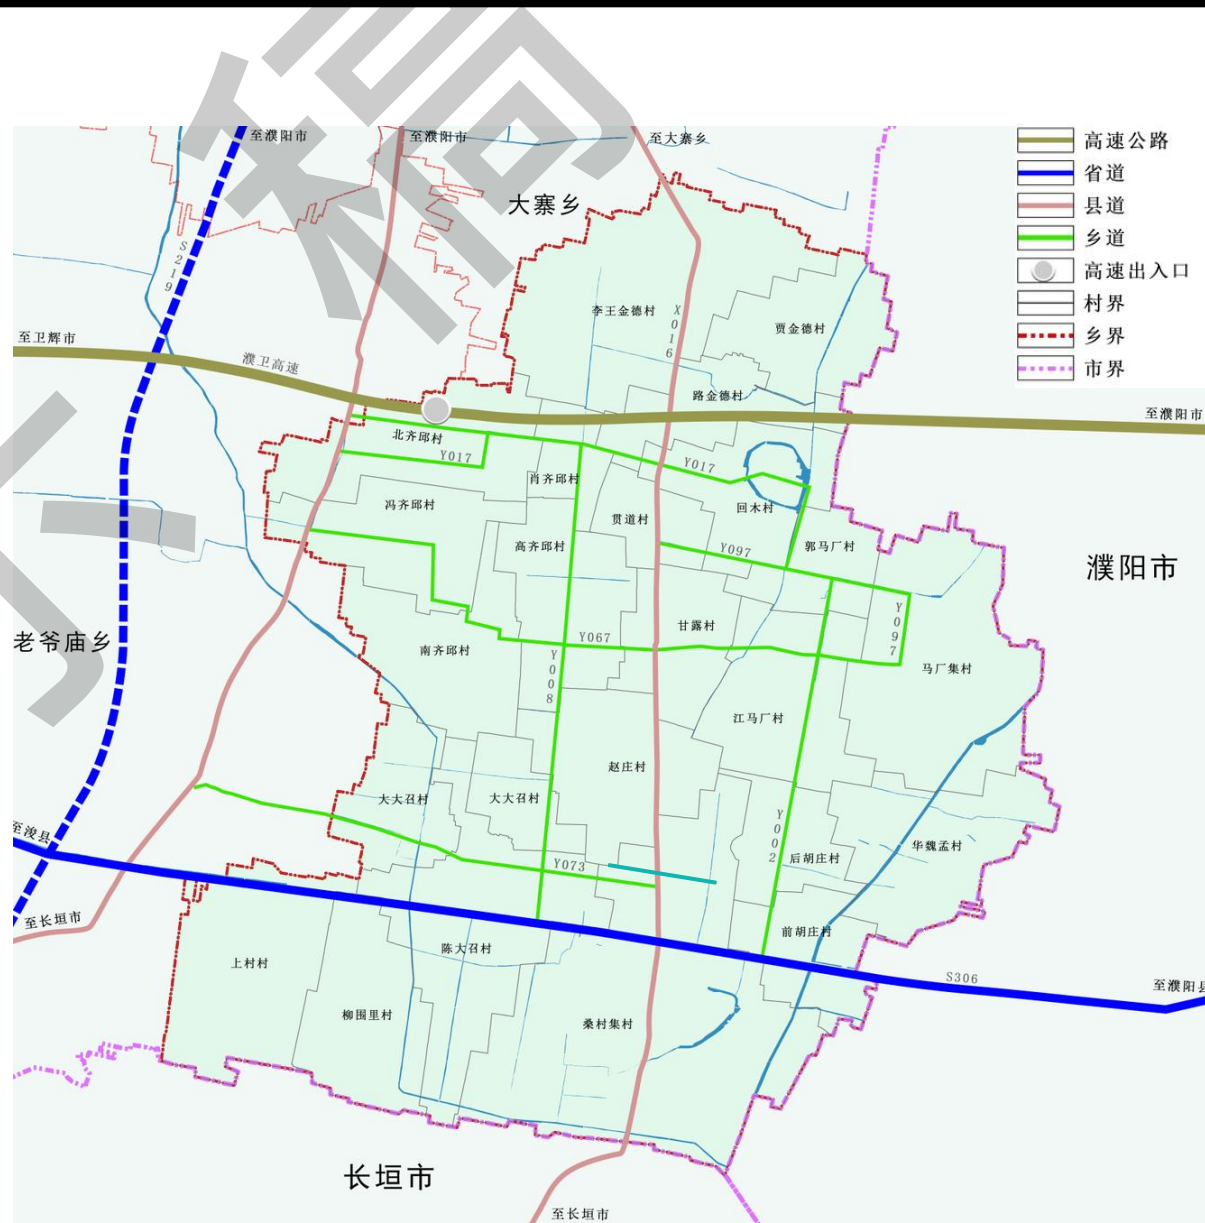 稿
至濮阳市
至濮阳市
至大寨乡
高速公路
省道
县道
乡道
高速出入口
村界
乡界
市界
大寨乡
S219
李王金德村
X016
贾金德村
至卫辉市
濮卫高速
路金德村
至濮阳市
北齐邱村
Y017
Y017
肖齐邱村
冯齐邱村
贯道村
回木村
高齐邱村
Y097
郭马厂村
濮阳市
老爷庙乡
南齐邱村
Y067
甘露村
Y097
Y008
马厂集村
江马厂村
赵庄村
大大召村
大大召村
Y002
至浚县
Y073
后胡庄村
华魏孟村
至长垣市
陈大召村
前胡庄村
上村村
S306
至濮阳县
柳围里村
桑村集村
长垣市
至长垣市